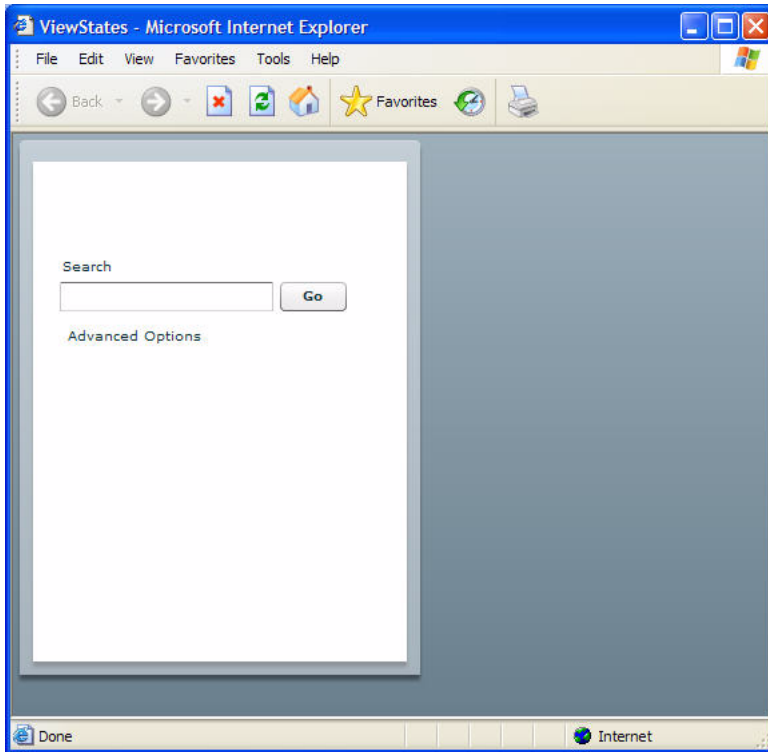 ViewStates - Microsoft Internet Explorer
File Edit View Favorites Tools Help
Back Favorites
Search
Go
Advanced Options
Done Internet